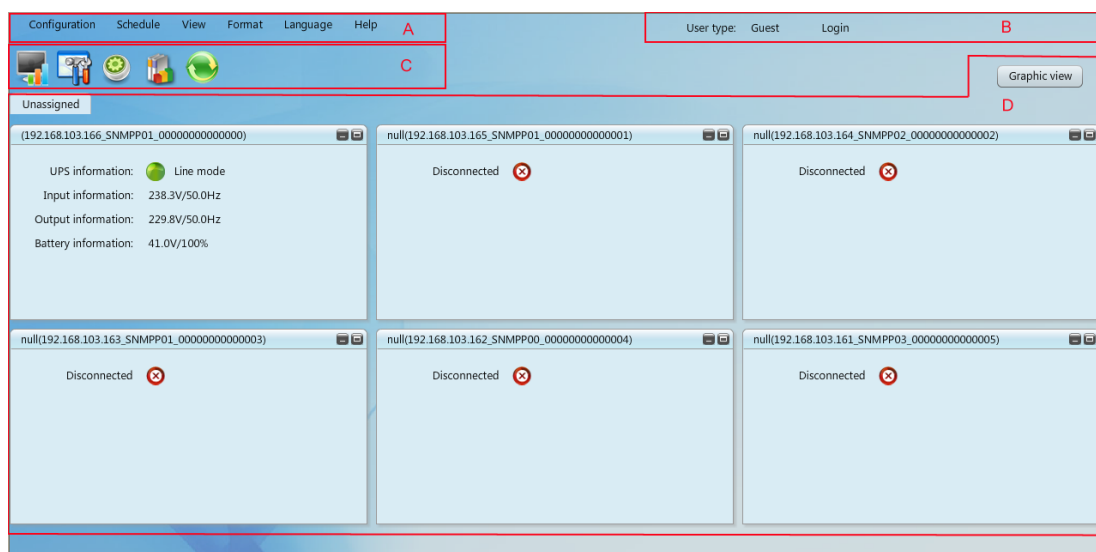 Configuration Schedule View Format Language Help A
User type: Guest Login B
C
Graphic view
D
Unassigned
(192.168.103.166_SNMPP01_00000000000000)
UPS information: Line mode
Input information: 238.3V/50.0Hz
Output information: 229.8V/50.0Hz
Battery information: 41.0V/100%
null(192.168.103.165_SNMPP01_00000000000001)
Disconnected
null(192.168.103.164_SNMPP02_00000000000002)
Disconnected
null(192.168.103.163_SNMPP01_00000000000003)
Disconnected
null(192.168.103.162_SNMPP00_00000000000004)
Disconnected
null(192.168.103.161_SNMPP03_00000000000005)
Disconnected